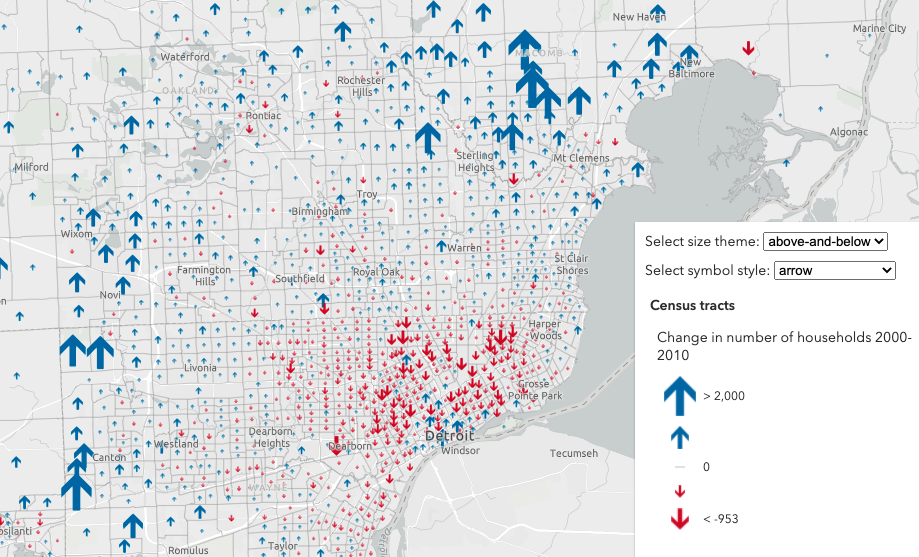 New Haven
Marine City
MACOMB
Waterford
New
Baltimore
OAKLAND
Rochester
Hills
Pontiac
Algonac
Sterling
Heights
Mt Clemens
Milford
Troy
Birmingham
Wixom
Warren
St Clair
Shores
Farmington
Hills
Southfield
Royal Oak
Novi
Harper
Woods
Livonia
Grosse
Pointe Park
Dearborn
Heights
Detroit
Westland
Dearborn
Windsor
Tecumseh
Canton
WAYNE
Romulus
Taylor
Detroit
Select size theme: above-and-below
Select symbol style: arrow
Census tracts
Change in number of households 2000-
2010
> 2,000
0
< -953